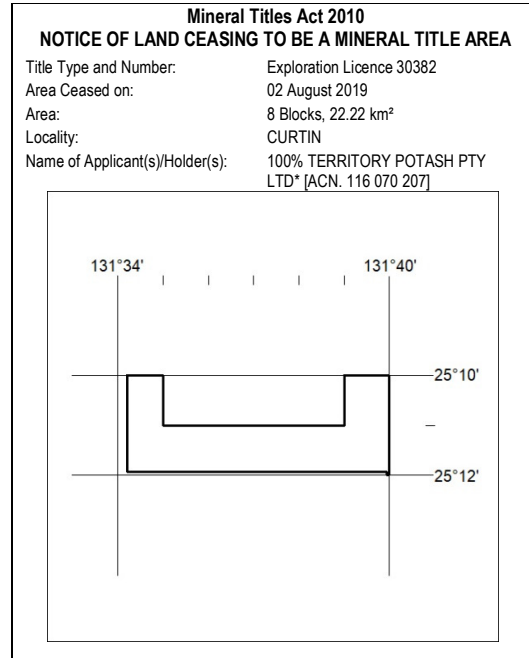 Mineral Titles Act 2010
NOTICE OF LAND CEASING TO BE A MINERAL TITLE AREA
Title Type and Number: Exploration Licence 30382
Area Ceased on: 02 August 2019
Area: 8 Blocks, 22.22 km²
Locality: CURTIN
Name of Applicant(s)/Holder(s): 100% TERRITORY POTASH PTY
LTD* [ACN. 116 070 207]
131°34' 131°40'
25°10'
25°12'